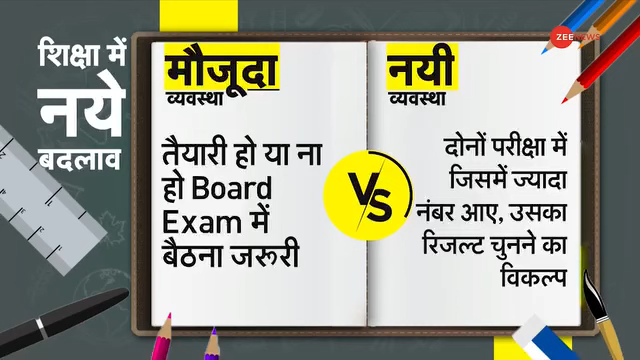 ZEE NEWS
शिक्षा में
नये
बदलाव
मौजूदा
व्यवस्था
तैयारी हो या ना
हो Board
Exam में
बैठना जरूरी
VS
नयी
व्यवस्था
दोनों परीक्षा में
जिसमें ज्यादा
नंबर आए, उसका
रिजल्ट चुनने का
विकल्प